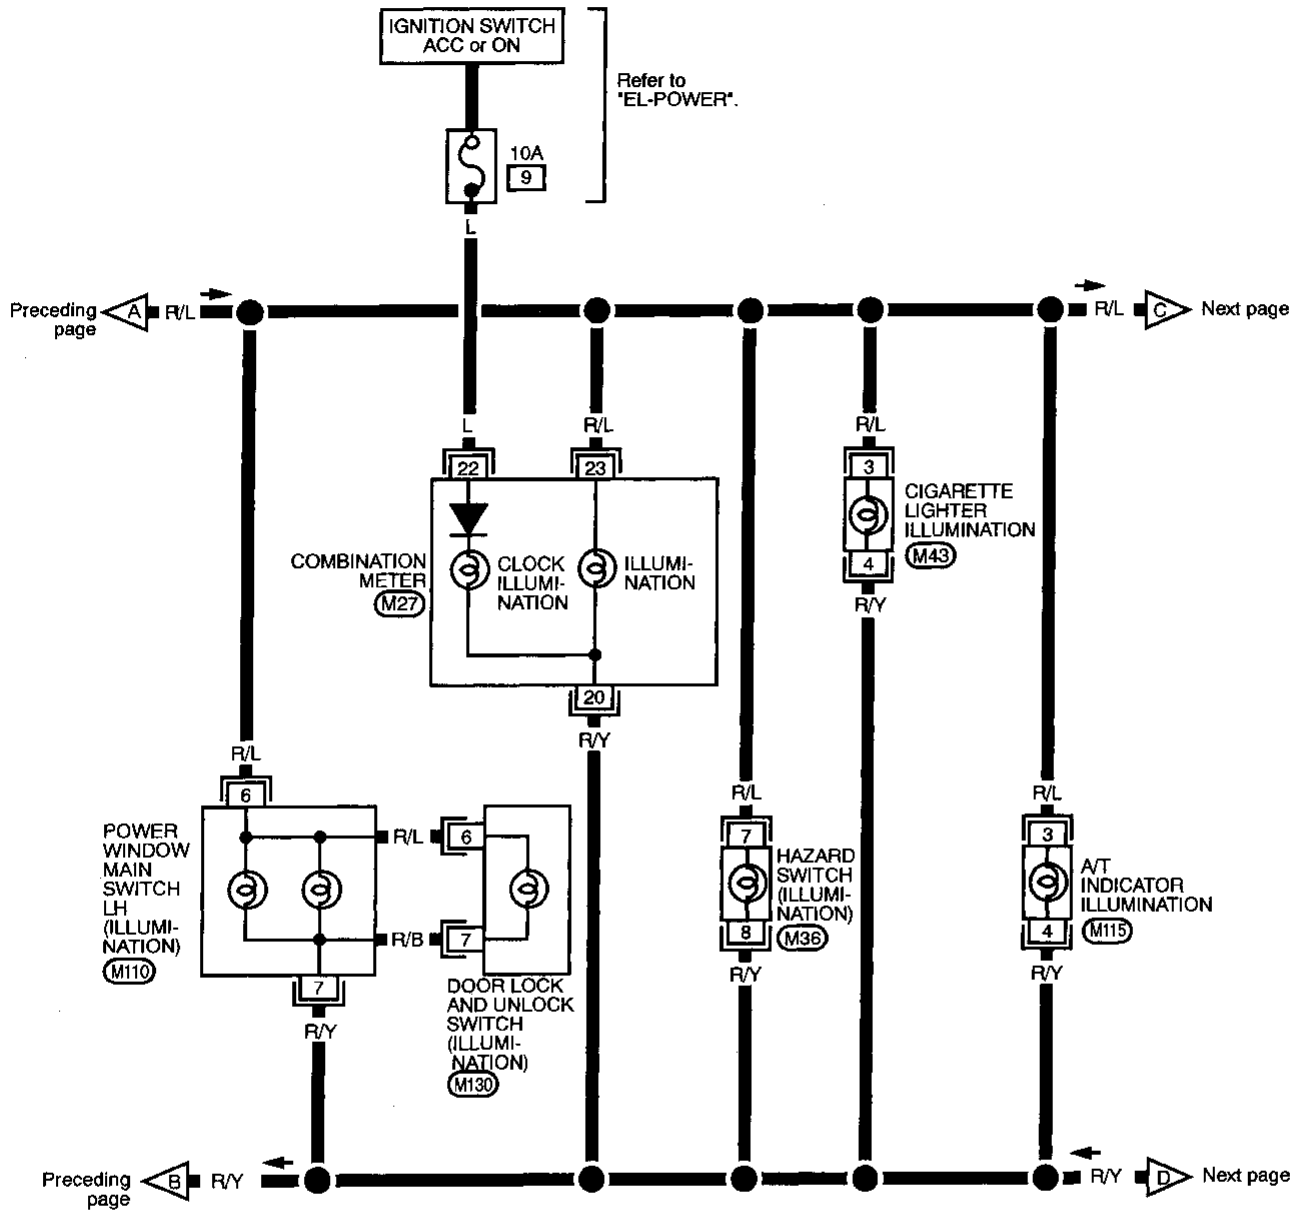 IGNITION SWITCH
ACC or ON
Refer to
"EL-POWER".
10A
9
L
Preceding
page
A
R/L
R/L
C
Next page
L
R/L
R/L
22
23
3
CIGARETTE
LIGHTER
ILLUMINATION
M43
4
R/Y
COMBINATION
METER
M27
CLOCK
ILLUMI-
NATION
ILLUMI-
NATION
20
R/Y
R/L
6
POWER
WINDOW
MAIN
SWITCH
LH
(ILLUMI-
NATION)
M110
R/L
6
R/B
7
7
R/Y
DOOR LOCK
AND UNLOCK
SWITCH
(ILLUMI-
NATION)
M130
R/L
7
HAZARD
SWITCH
(ILLUMI-
NATION)
M36
8
R/Y
R/L
3
A/T
INDICATOR
ILLUMINATION
M115
4
R/Y
Preceding
page
B
R/Y
R/Y
D
Next page